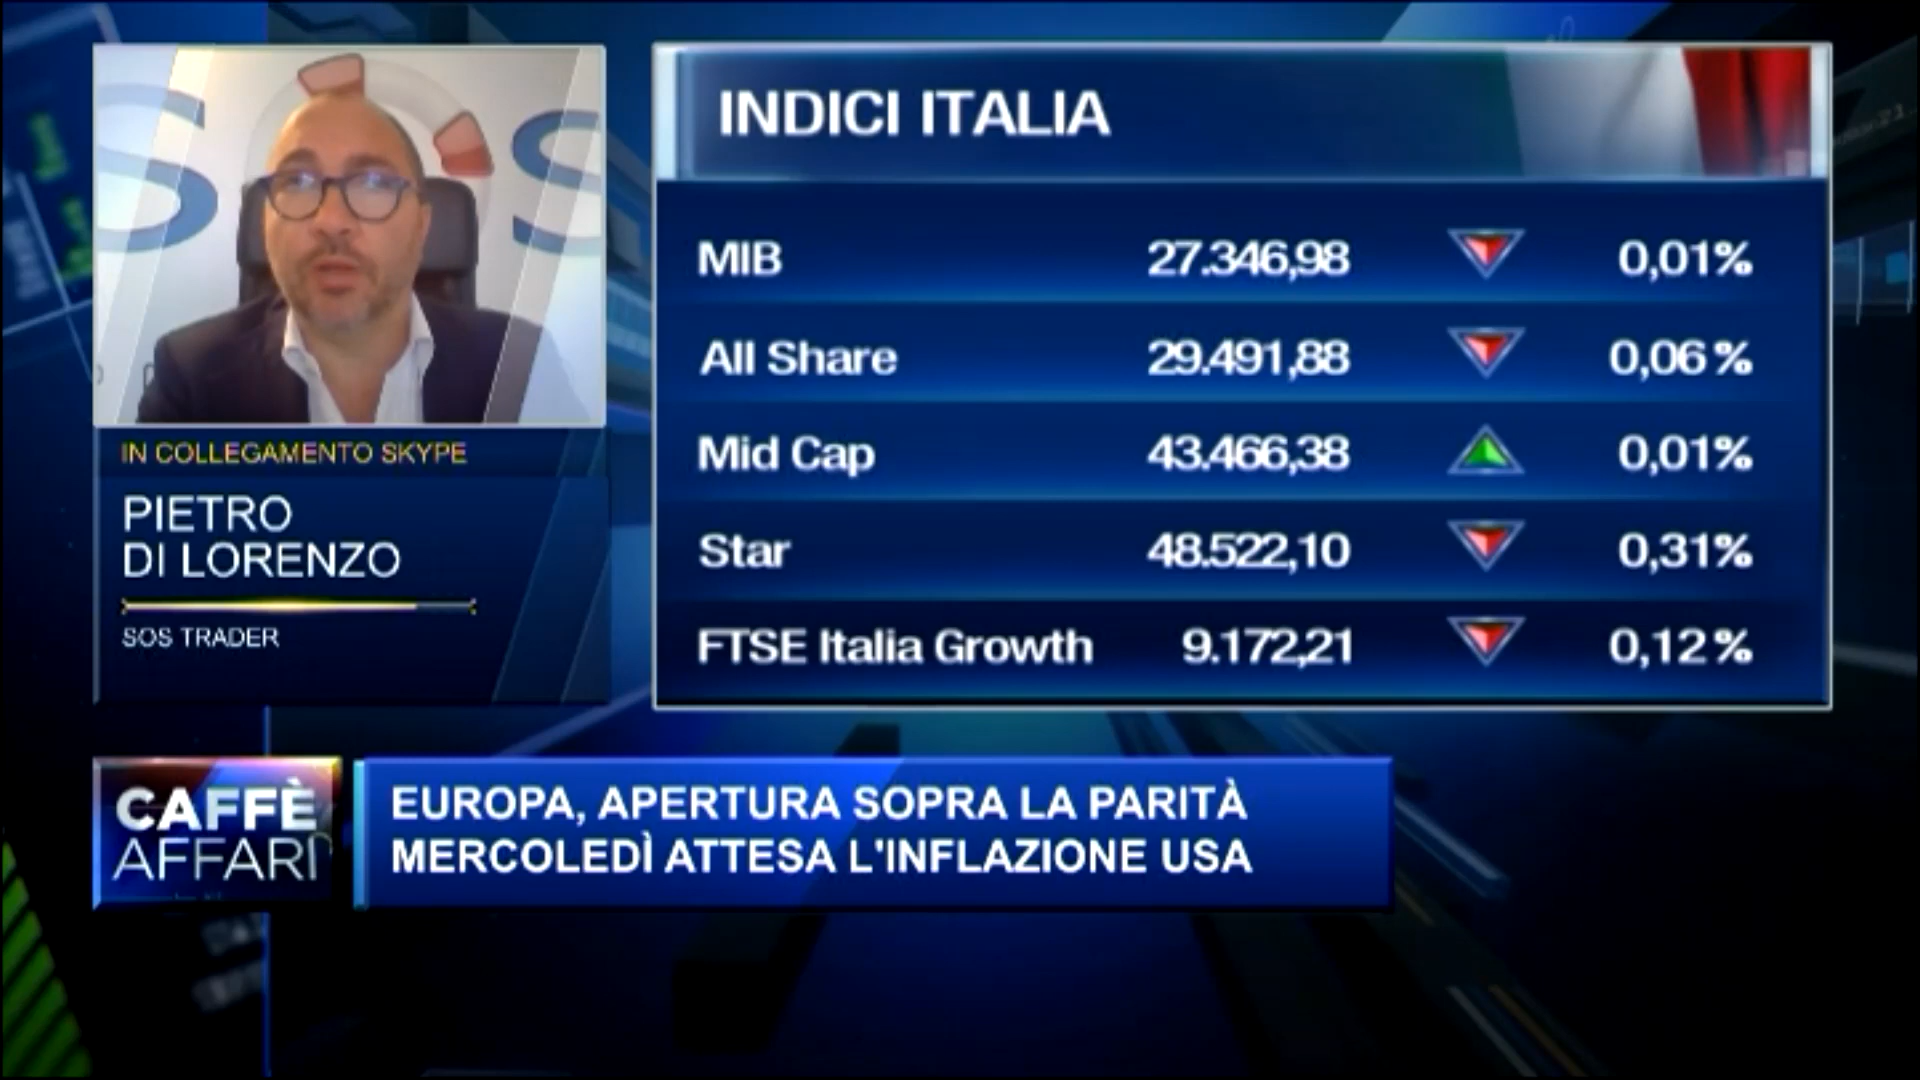 SOS
IN COLLEGAMENTO SKYPE
PIETRO
DI LORENZO
SOS TRADER
INDICI ITALIA
MIB 27.346,98 0,01%
All Share 29.491,88 0,06%
Mid Cap 43.466,38 0,01%
Star 48.522,10 0,31%
FTSE Italia Growth 9.172,21 0,12%
CAFFÈ
AFFARI
EUROPA, APERTURA SOPRA LA PARITÀ
MERCOLEDÌ ATTESA L'INFLAZIONE USA